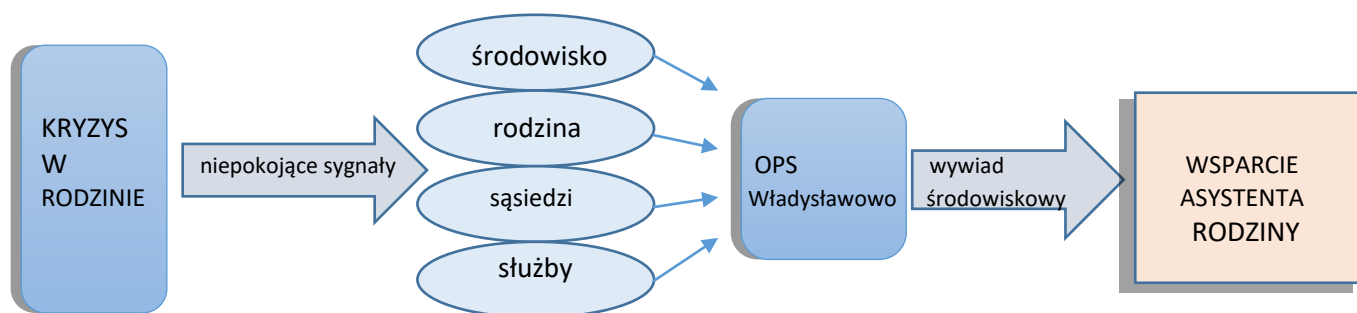 KRYZYS
W
RODZINIE
niepokojące sygnały
środowisko
rodzina
sąsiedzi
służby
OPS
Władysławowo
wywiad
środowiskowy
WSPARCIE
ASYSTENTA
RODZINY